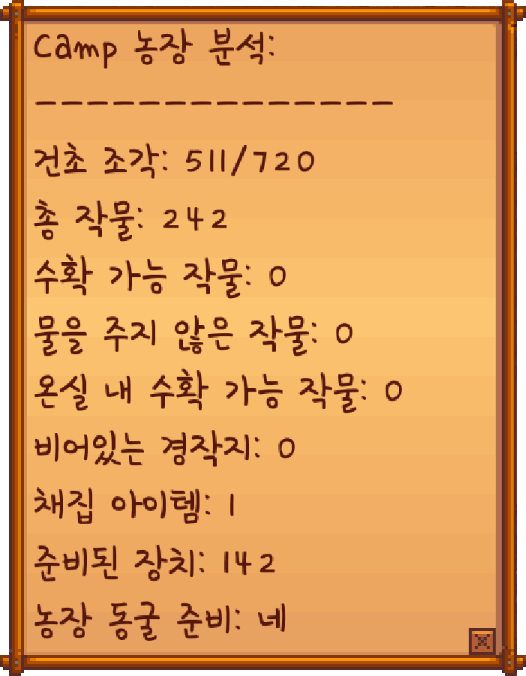 Camp 농장 분석:
--------------
건초 조각: 511/720
총 작물: 242
수확 가능 작물: 0
물을 주지 않은 작물: 0
온실 내 수확 가능 작물: 0
비어있는 경작지: 0
채집 아이템: 1
준비된 장치: 142
농장 동굴 준비: 네